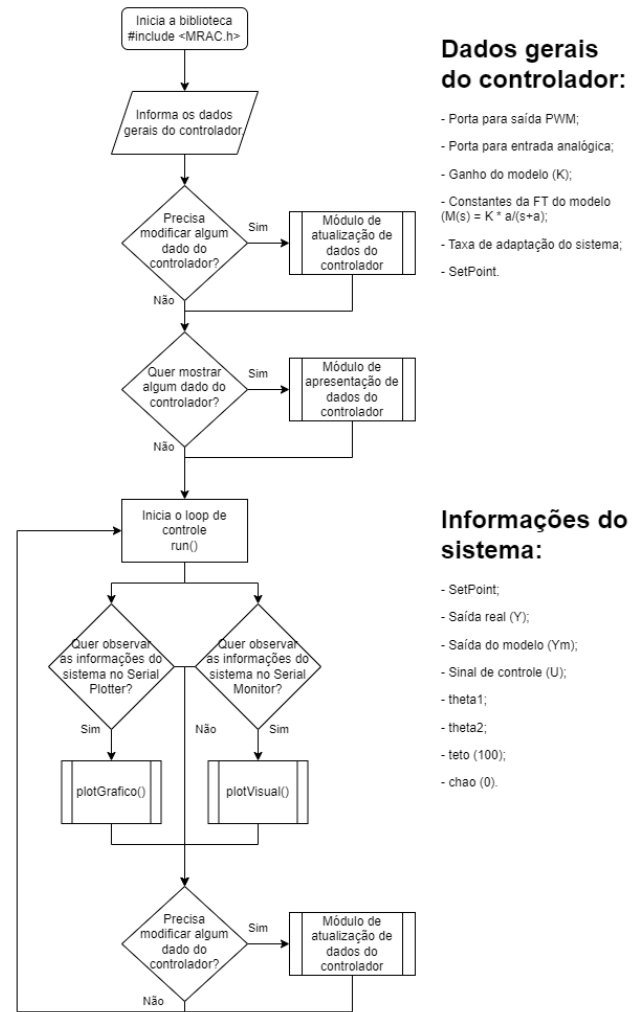 Inicia a biblioteca
#include <MRAC.h>
Informa os dados
gerais do controlador
Precisa
modificar algum
dado do
controlador?
Sim
Módulo de
atualização de
dados do
controlador
Não
Quer mostrar
algum dado do
controlador?
Sim
Módulo de
apresentação de
dados do
controlador
Não
Inicia o loop de
controle
run()
Quer observar
as informações do
sistema no Serial
Plotter?
Quer observar
as informações do
sistema no Serial
Monitor?
Sim
Não
Sim
plotGrafico()
plotVisual()
Precisa
modificar algum
dado do
controlador?
Sim
Módulo de
atualização de
dados do
controlador
Não
Dados gerais
do controlador:
- Porta para saída PWM;
- Porta para entrada analógica;
- Ganho do modelo (K);
- Constantes da FT do modelo
(M(s) = K * a/(s+a);
- Taxa de adaptação do sistema;
- SetPoint.
Informações do
sistema:
- SetPoint;
- Saída real (Y);
- Saída do modelo (Ym);
- Sinal de controle (U);
- theta1;
- theta2;
- teto (100);
- chao (0).